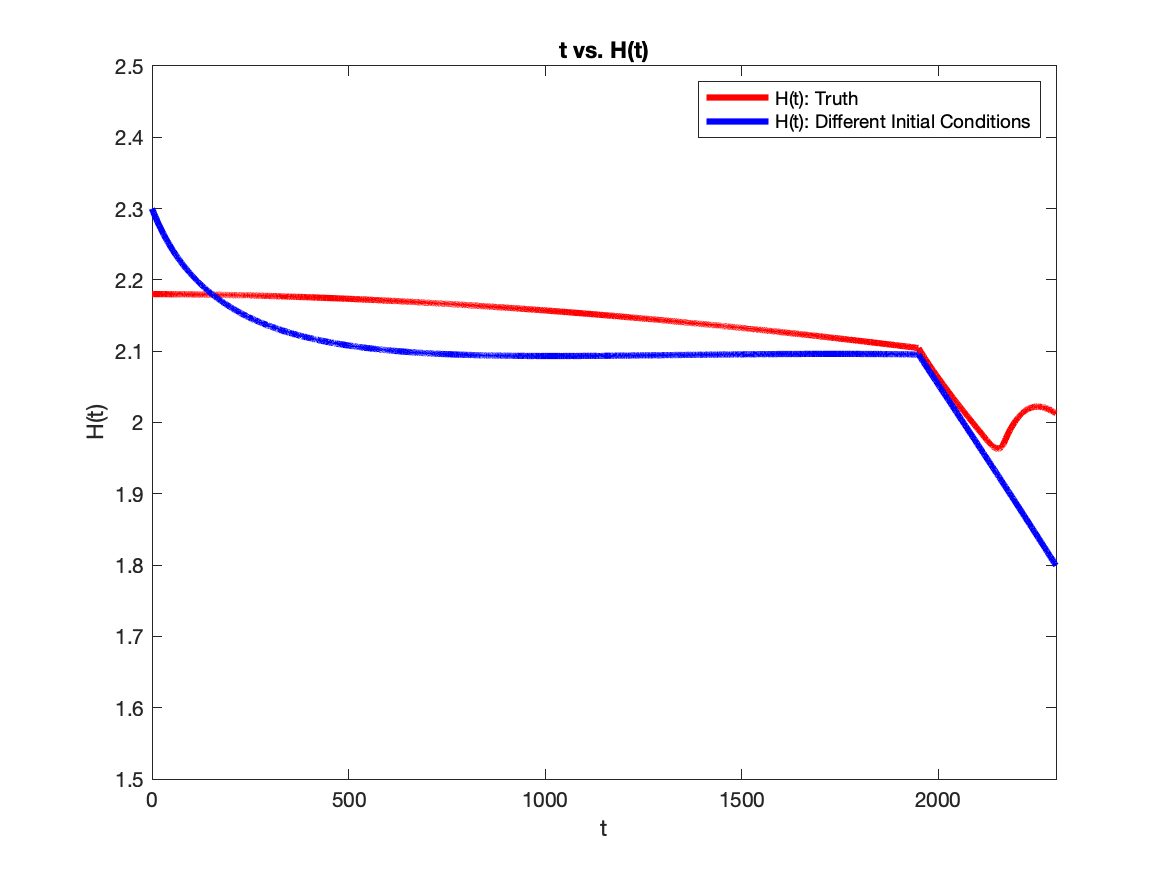 t vs. H(t)
H(t): Truth
H(t): Different Initial Conditions
2.5
2.4
2.3
2.2
2.1
2
1.9
1.8
1.7
1.6
1.5
H(t)
0 500 1000 1500 2000
t